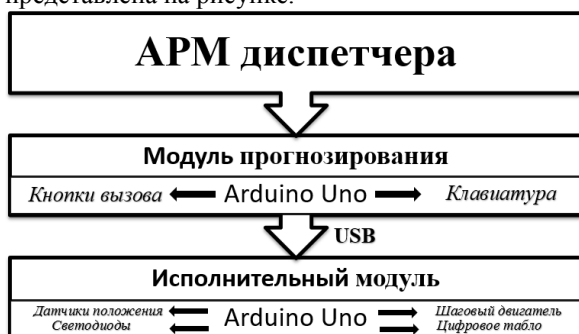 представлена на рисунке.
АРМ диспетчера
Модуль прогнозирования
Кнопки вызова Arduino Uno Клавиатура
USB
Исполнительный модуль
Датчики положения Arduino Uno Шаговый двигатель
Светодиоды Цифровое табло